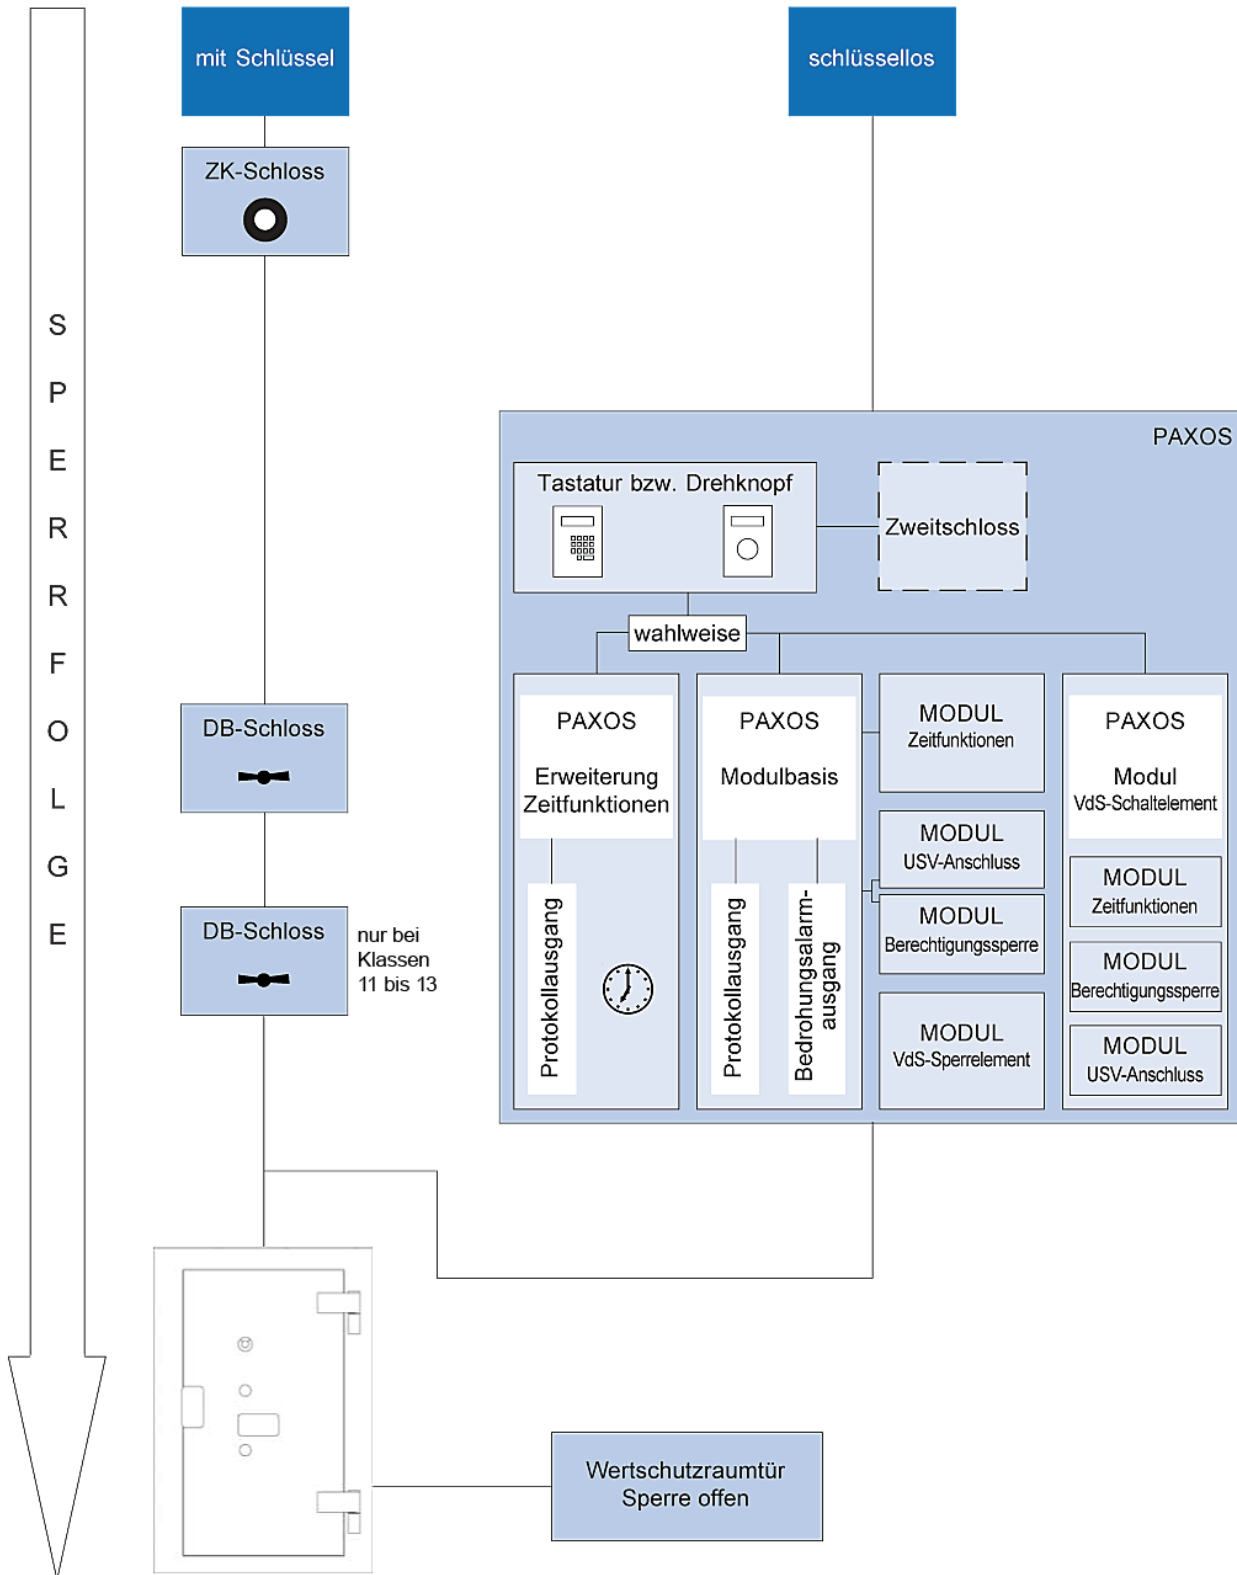 mit Schlüssel
schlüssellos
ZK-Schloss
SPERRFOLGE
PAXOS
Tastatur bzw. Drehknopf
Zweitschloss
wahlweise
PAXOS
Erweiterung
Zeitfunktionen
Protokollausgang
PAXOS
Modulbasis
Protokollausgang
Bedrohungsalarm-
ausgang
MODUL
Zeitfunktionen
MODUL
USV-Anschluss
MODUL
Berechtigungssperre
MODUL
VdS-Sperrelement
PAXOS
Modul
VdS-Schaltelement
MODUL
Zeitfunktionen
MODUL
Berechtigungssperre
MODUL
USV-Anschluss
DB-Schloss
DB-Schloss
nur bei
Klassen
11 bis 13
Wertschutzraumtür
Sperre offen